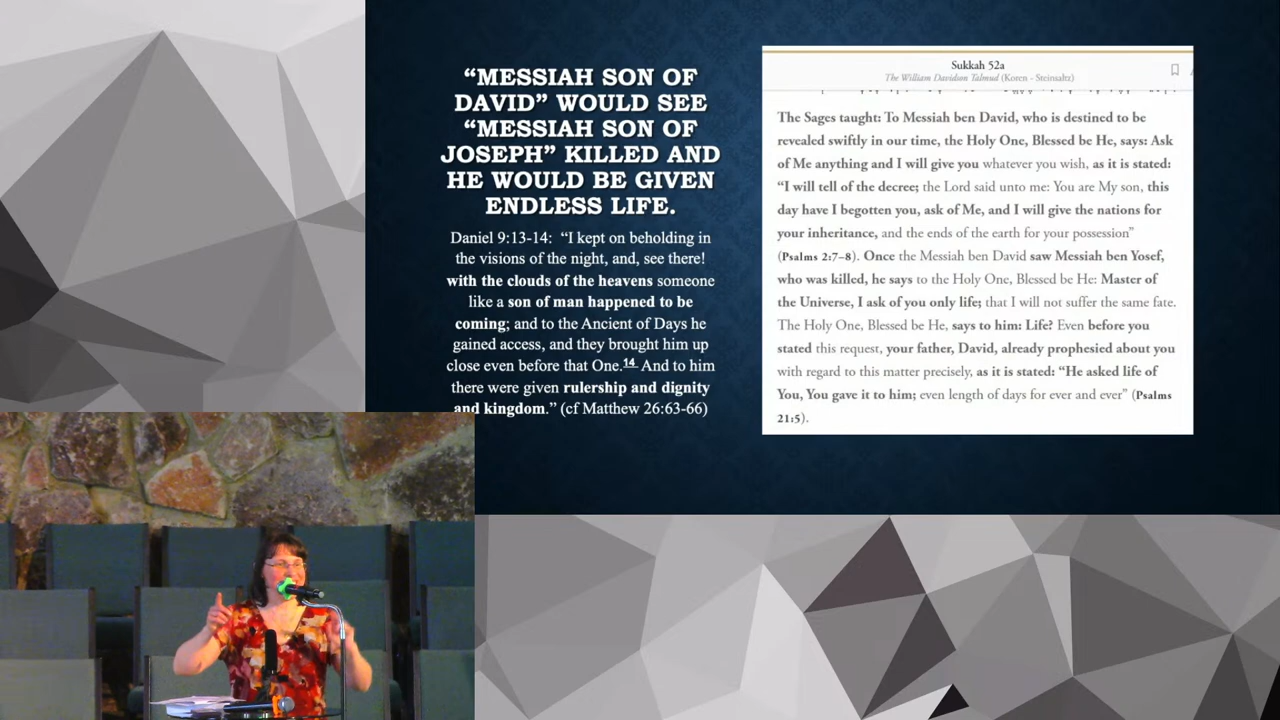 “MESSIAH SON OF
DAVID” WOULD SEE
“MESSIAH SON OF
JOSEPH” KILLED AND
HE WOULD BE GIVEN
ENDLESS LIFE.
Daniel 9:13-14: “I kept on beholding in
the visions of the night, and, see there!
with the clouds of the heavens someone
like a son of man happened to be
coming; and to the Ancient of Days he
gained access, and they brought him up
close even before that One.14 And to him
there were given rulership and dignity
and kingdom.” (cf Matthew 26:63-66)
Sukkah 52a
The William Davidson Talmud (Koren - Steinsaltz)
The Sages taught: To Messiah ben David, who is destined to be
revealed swiftly in our time, the Holy One, Blessed be He, says: Ask
of Me anything and I will give you whatever you wish, as it is stated:
“I will tell of the decree; the Lord said unto me: You are My son, this
day have I begotten you, ask of Me, and I will give the nations for
your inheritance, and the ends of the earth for your possession”
(Psalms 2:7–8). Once the Messiah ben David saw Messiah ben Yosef,
who was killed, he says to the Holy One, Blessed be He: Master of
the Universe, I ask of you only life; that I will not suffer the same fate.
The Holy One, Blessed be He, says to him: Life? Even before you
stated this request, your father, David, already prophesied about you
with regard to this matter precisely, as it is stated: “He asked life of
You, You gave it to him; even length of days for ever and ever” (Psalms
21:5).